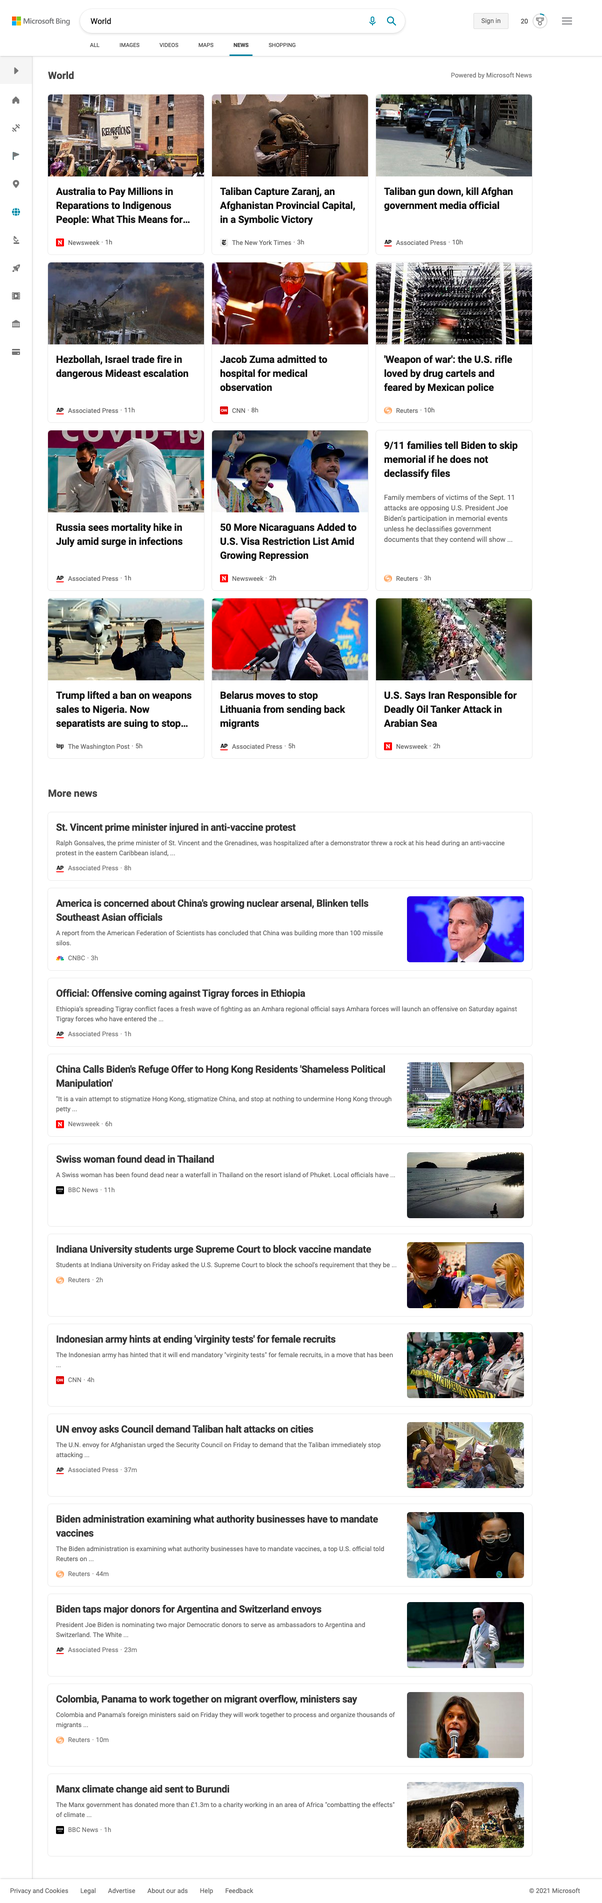 Microsoft Bing
World
Sign in
20
ALL IMAGES VIDEOS MAPS NEWS SHOPPING
World
Powered by Microsoft News
REPARATIONS
Australia to Pay Millions in
Reparations to Indigenous
People: What This Means for...
Newsweek · 1h
Taliban Capture Zaranj, an
Afghanistan Provincial Capital,
in a Symbolic Victory
The New York Times · 3h
Taliban gun down, kill Afghan
government media official
AP Associated Press · 10h
Hezbollah, Israel trade fire in
dangerous Mideast escalation
AP Associated Press · 11h
Jacob Zuma admitted to
hospital for medical
observation
CNN · 8h
'Weapon of war': the U.S. rifle
loved by drug cartels and
feared by Mexican police
Reuters · 10h
COVID-19
Russia sees mortality hike in
July amid surge in infections
AP Associated Press · 1h
50 More Nicaraguans Added to
U.S. Visa Restriction List Amid
Growing Repression
Newsweek · 2h
9/11 families tell Biden to skip
memorial if he does not
declassify files
Family members of victims of the Sept. 11
attacks are opposing U.S. President Joe
Biden's participation in memorial events
unless he declassifies government
documents that they contend will show ...
Reuters · 3h
Trump lifted a ban on weapons
sales to Nigeria. Now
separatists are suing to stop...
wp The Washington Post · 5h
Belarus moves to stop
Lithuania from sending back
migrants
AP Associated Press · 5h
U.S. Says Iran Responsible for
Deadly Oil Tanker Attack in
Arabian Sea
Newsweek · 2h
More news
St. Vincent prime minister injured in anti-vaccine protest
Ralph Gonsalves, the prime minister of St. Vincent and the Grenadines, was hospitalized after a demonstrator threw a rock at his head during an anti-vaccine
protest in the eastern Caribbean island, ...
AP Associated Press · 8h
America is concerned about China's growing nuclear arsenal, Blinken tells
Southeast Asian officials
A report from the American Federation of Scientists has concluded that China was building more than 100 missile
silos.
CNBC · 3h
Official: Offensive coming against Tigray forces in Ethiopia
Ethiopia's spreading Tigray conflict faces a fresh wave of fighting as an Amhara regional official says Amhara forces will launch an offensive on Saturday against
Tigray forces who have entered the ...
AP Associated Press · 1h
China Calls Biden's Refuge Offer to Hong Kong Residents 'Shameless Political
Manipulation'
"It is a vain attempt to stigmatize Hong Kong, stigmatize China, and stop at nothing to undermine Hong Kong through
petty ...
Newsweek · 6h
Swiss woman found dead in Thailand
A Swiss woman has been found dead near a waterfall in Thailand on the resort island of Phuket. Local officials have ...
BBC News · 11h
Indiana University students urge Supreme Court to block vaccine mandate
Students at Indiana University on Friday asked the U.S. Supreme Court to block the school's requirement that they be ...
Reuters · 2h
Indonesian army hints at ending 'virginity tests' for female recruits
The Indonesian army has hinted that it will end mandatory "virginity tests" for female recruits, in a move that has been
...
CNN · 4h
UN envoy asks Council demand Taliban halt attacks on cities
The U.N. envoy for Afghanistan urged the Security Council on Friday to demand that the Taliban immediately stop
attacking ...
AP Associated Press · 37m
Biden administration examining what authority businesses have to mandate
vaccines
The Biden administration is examining what authority businesses have to mandate vaccines, a top U.S. official told
Reuters on ...
Reuters · 44m
Biden taps major donors for Argentina and Switzerland envoys
President Joe Biden is nominating two major Democratic donors to serve as ambassadors to Argentina and
Switzerland. The White ...
AP Associated Press · 23m
Colombia, Panama to work together on migrant overflow, ministers say
Colombia and Panama's foreign ministers said on Friday they will work together to process and organize thousands of
migrants ...
Reuters · 10m
Manx climate change aid sent to Burundi
The Manx government has donated more than £1.3m to a charity working in an area of Africa "combatting the effects"
of climate ...
BBC News · 1h
Privacy and Cookies Legal Advertise About our ads Help Feedback
© 2021 Microsoft